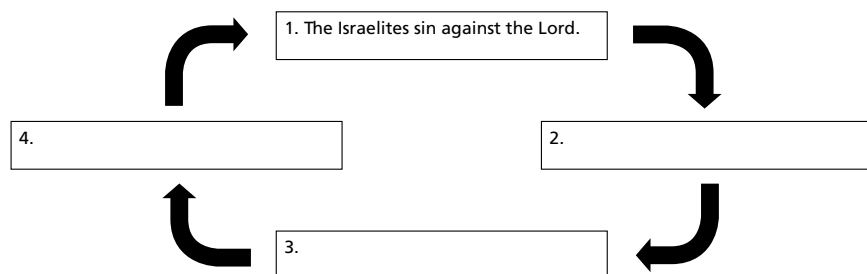 1. The Israelites sin against the Lord.
2.
3.
4.